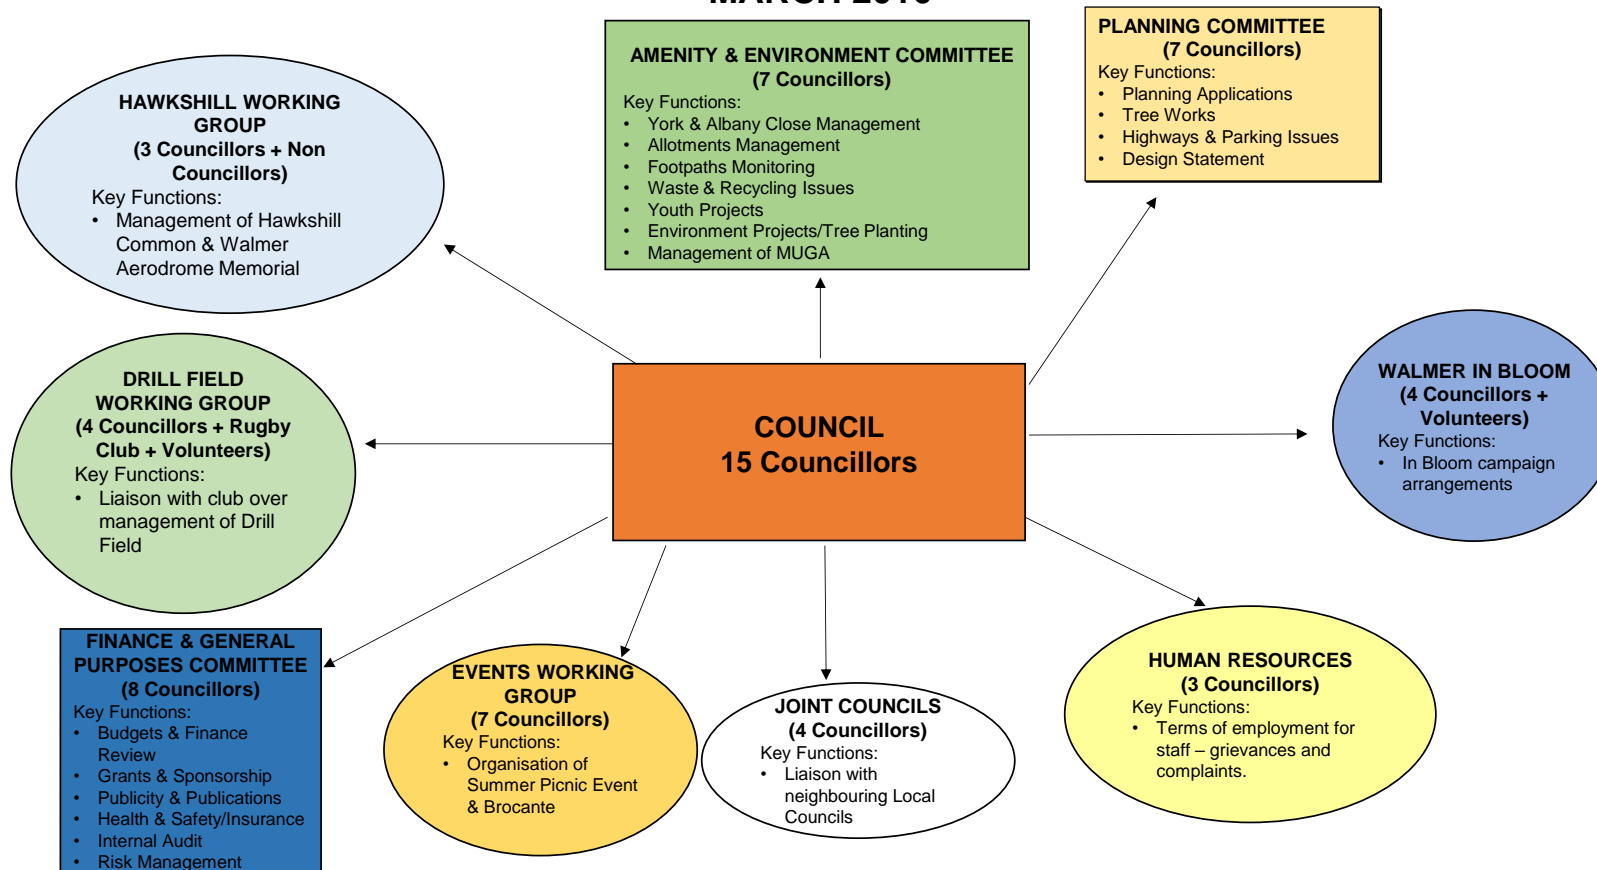 HAWKSHILL WORKING
GROUP
(3 Councillors + Non
Councillors)
Key Functions:
• Management of Hawkshill
Common & Walmer
Aerodrome Memorial
AMENITY & ENVIRONMENT COMMITTEE
(7 Councillors)
Key Functions:
• York & Albany Close Management
• Allotments Management
• Footpaths Monitoring
• Waste & Recycling Issues
• Youth Projects
• Environment Projects/Tree Planting
• Management of MUGA
PLANNING COMMITTEE
(7 Councillors)
Key Functions:
• Planning Applications
• Tree Works
• Highways & Parking Issues
• Design Statement
DRILL FIELD
WORKING GROUP
(4 Councillors + Rugby
Club + Volunteers)
Key Functions:
• Liaison with club over
management of Drill
Field
COUNCIL
15 Councillors
WALMER IN BLOOM
(4 Councillors +
Volunteers)
Key Functions:
• In Bloom campaign
arrangements
FINANCE & GENERAL
PURPOSES COMMITTEE
(8 Councillors)
Key Functions:
• Budgets & Finance
Review
• Grants & Sponsorship
• Publicity & Publications
• Health & Safety/Insurance
• Internal Audit
• Risk Management
EVENTS WORKING
GROUP
(7 Councillors)
Key Functions:
• Organisation of
Summer Picnic Event
& Brocante
JOINT COUNCILS
(4 Councillors)
Key Functions:
• Liaison with
neighbouring Local
Councils
HUMAN RESOURCES
(3 Councillors)
Key Functions:
• Terms of employment for
staff – grievances and
complaints.